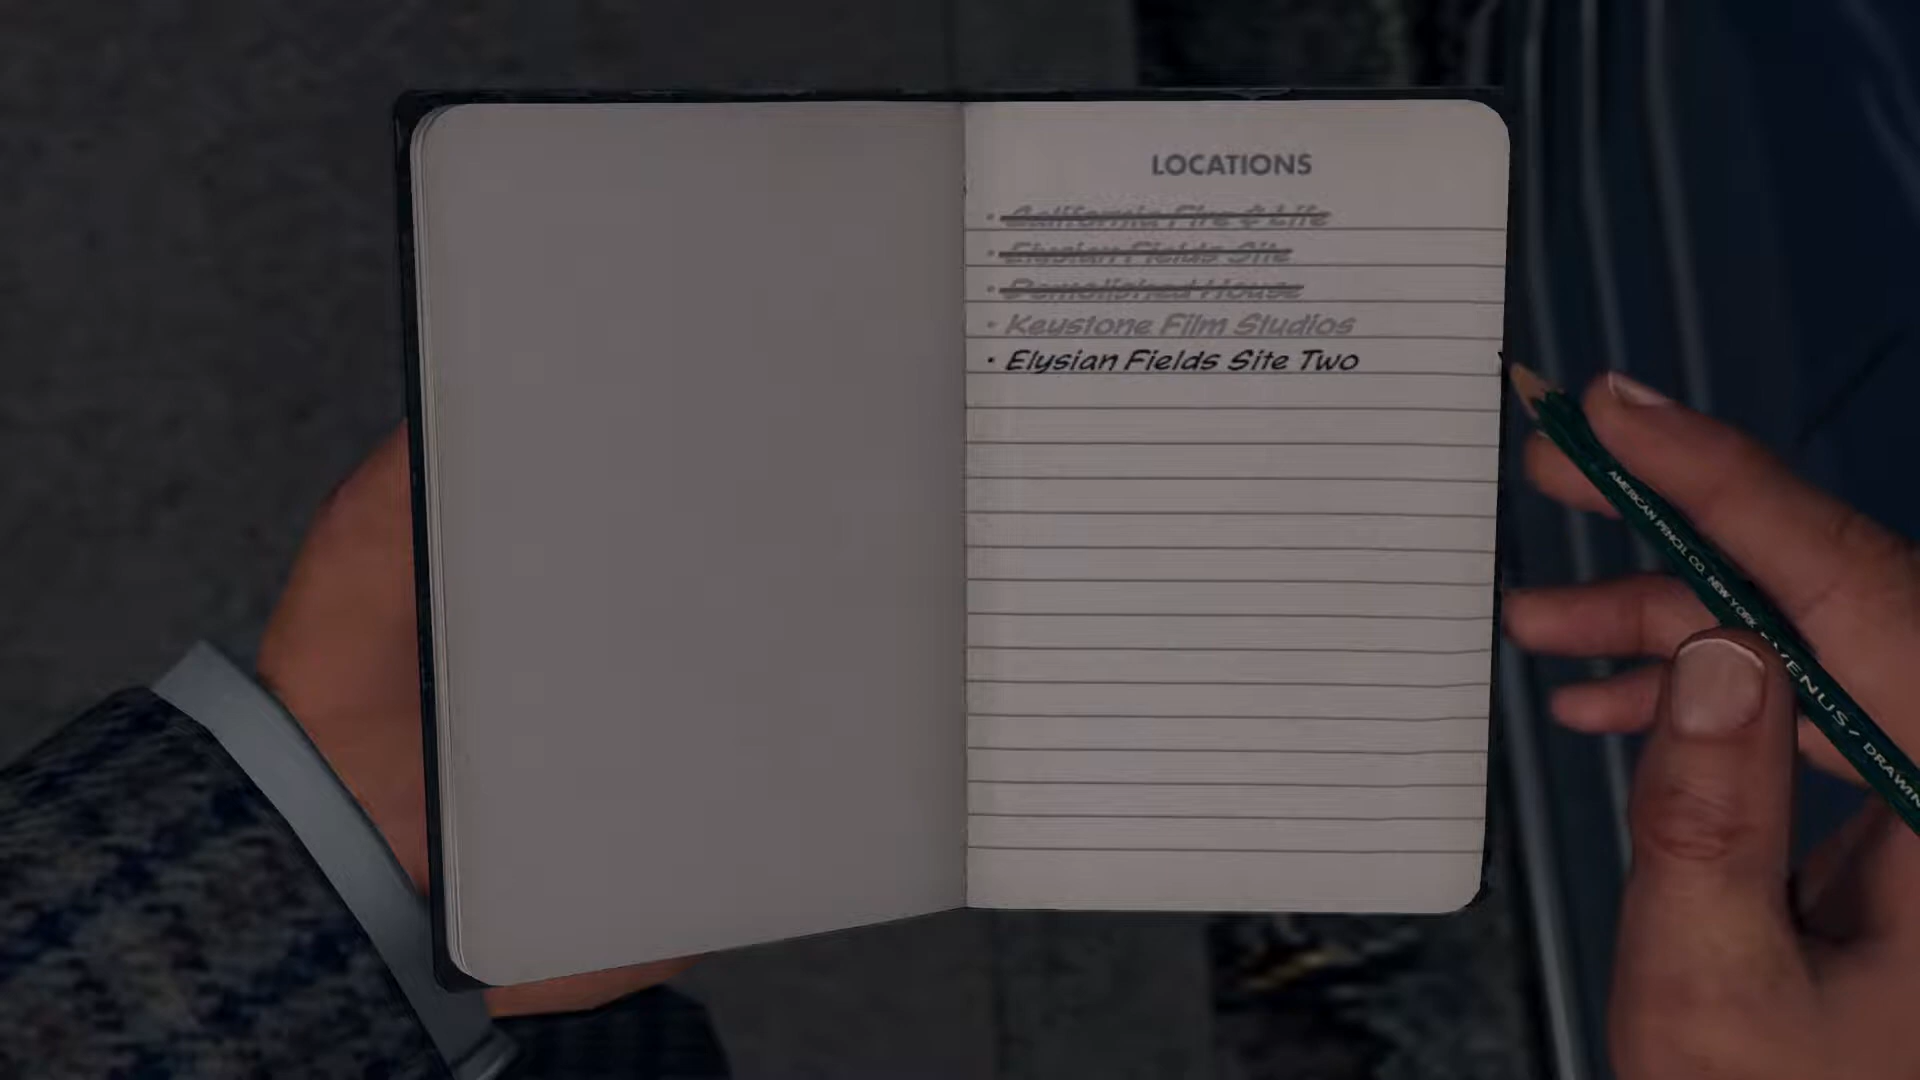 LOCATIONS
· California Fire & Life
· Elysian Fields Site
· Demolished House
· Keystone Film Studios
· Elysian Fields Site Two
AMERICAN PENCIL CO. NEW YORK VENUS DRAWIN